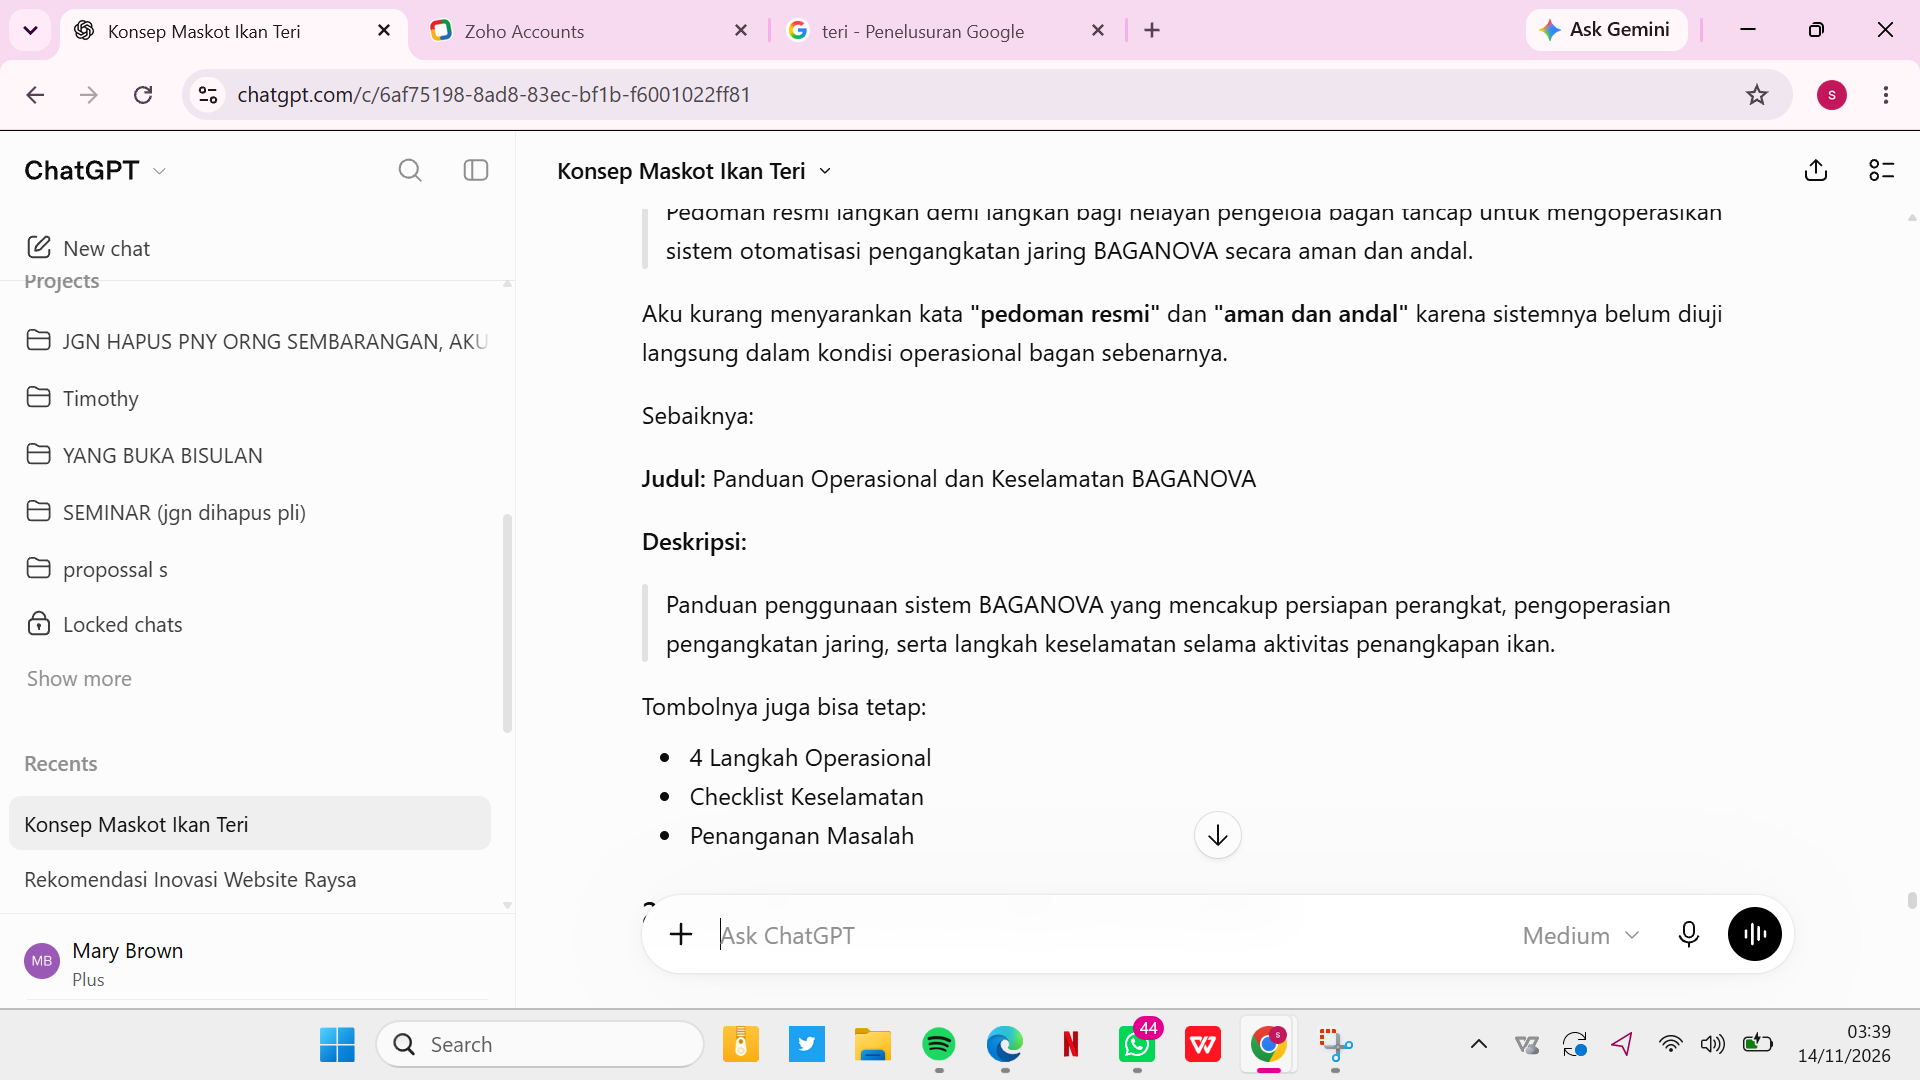 Konsep Maskot Ikan Teri
Zoho Accounts
teri - Penelusuran Google
Ask Gemini
chatgpt.com/c/6af75198-8ad8-83ec-bf1b-f6001022ff81
s
ChatGPT
New chat
Projects
JGN HAPUS PNY ORNG SEMBARANGAN, AKU
Timothy
YANG BUKA BISULAN
SEMINAR (jgn dihapus pli)
propossal s
Locked chats
Show more
Recents
Konsep Maskot Ikan Teri
Rekomendasi Inovasi Website Raysa
MB
Mary Brown
Plus
Konsep Maskot Ikan Teri
Pedoman resmi langkah demi langkah bagi nelayan pengelola bagan tancap untuk mengoperasikan
sistem otomatisasi pengangkatan jaring BAGANOVA secara aman dan andal.
Aku kurang menyarankan kata "pedoman resmi" dan "aman dan andal" karena sistemnya belum diuji
langsung dalam kondisi operasional bagan sebenarnya.
Sebaiknya:
Judul: Panduan Operasional dan Keselamatan BAGANOVA
Deskripsi:
Panduan penggunaan sistem BAGANOVA yang mencakup persiapan perangkat, pengoperasian
pengangkatan jaring, serta langkah keselamatan selama aktivitas penangkapan ikan.
Tombolnya juga bisa tetap:
• 4 Langkah Operasional
• Checklist Keselamatan
• Penanganan Masalah
Ask ChatGPT
Medium
Search
44
03:39
14/11/2026